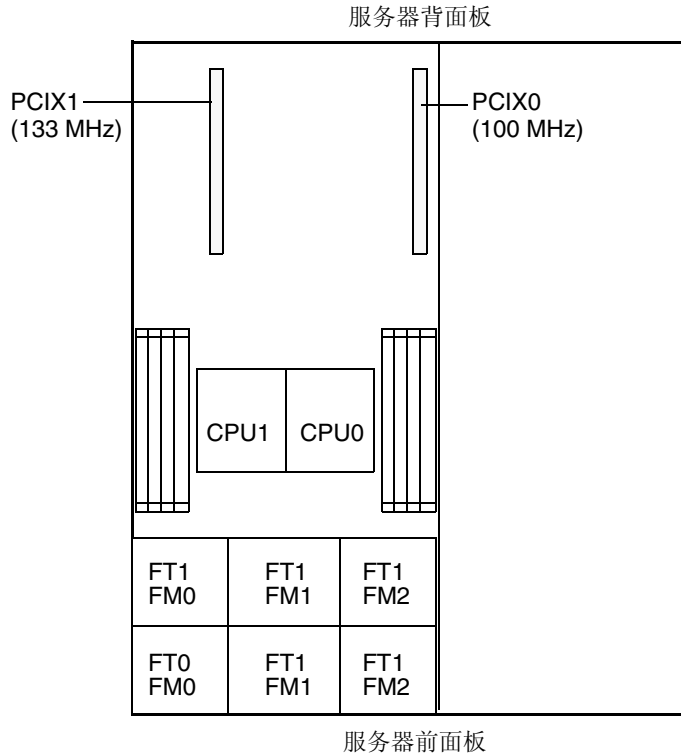 服务器背面板
PCIX1
(133 MHz)
PCIX0
(100 MHz)
CPU1
CPU0
FT1
FM0
FT1
FM1
FT1
FM2
FT0
FM0
FT1
FM1
FT1
FM2
服务器前面板